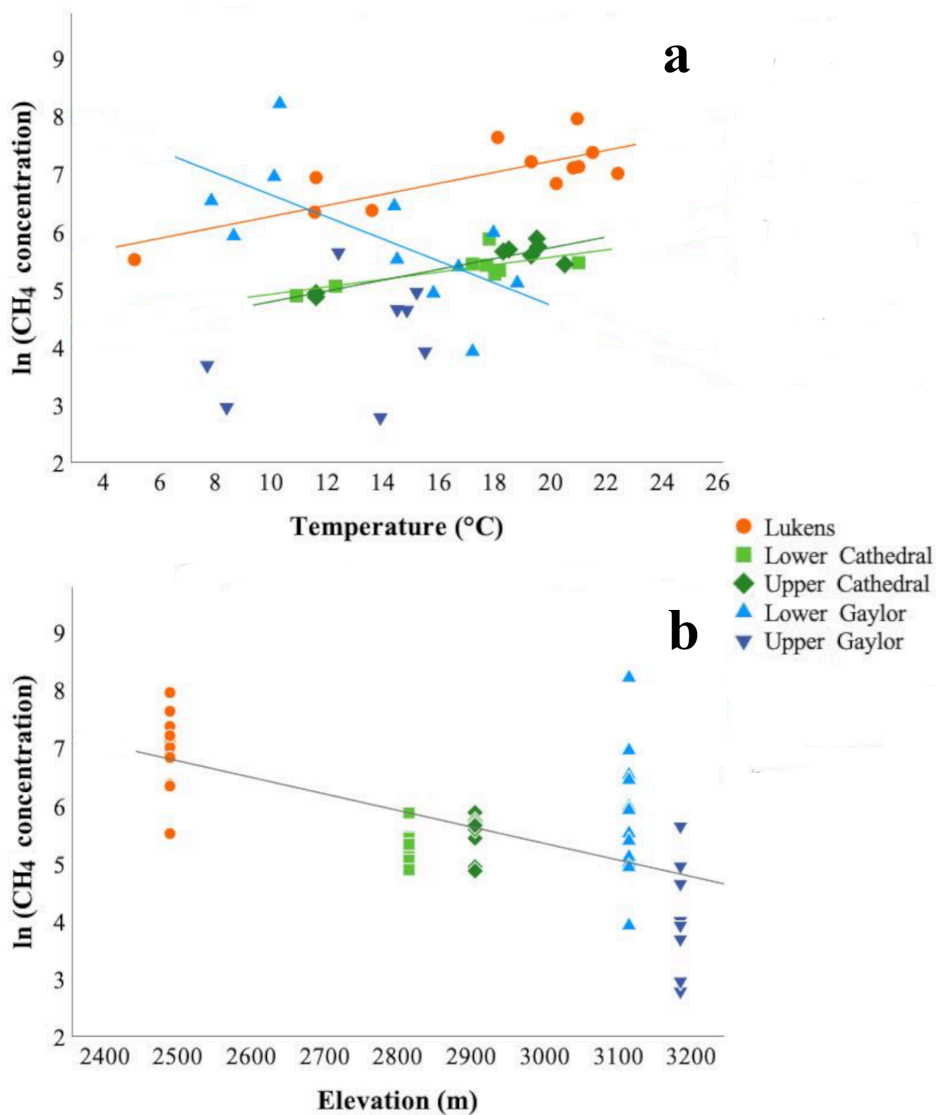 a
9
8
7
6
5
4
3
2
ln (CH4 concentration)
4 6 8 10 12 14 16 18 20 22 24 26
Temperature (°C)
Lukens
Lower Cathedral
Upper Cathedral
Lower Gaylor
Upper Gaylor
b
9
8
7
6
5
4
3
2
ln (CH4 concentration)
2400 2500 2600 2700 2800 2900 3000 3100 3200
Elevation (m)